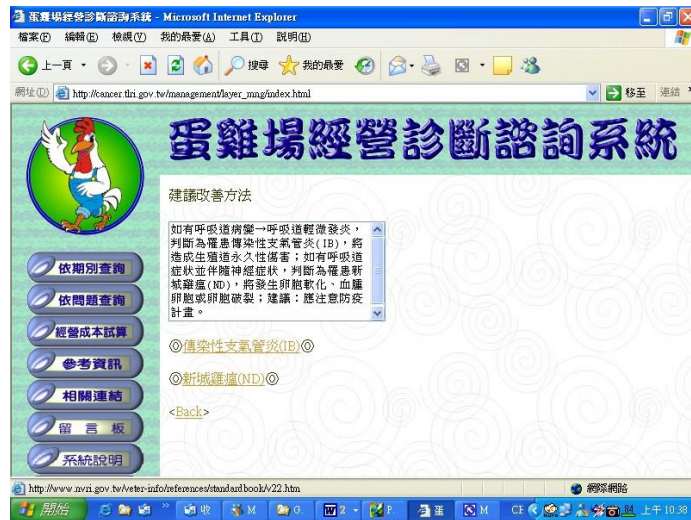 蛋雞場經營診斷諮詢系統 - Microsoft Internet Explorer
檔案(F) 編輯(E) 檢視(V) 我的最愛(A) 工具(T) 說明(H)
上一頁 搜尋 我的最愛
網址(D) http://cancer.tlri.gov.tw/management/layer_mng/index.html 移至 連結 »
蛋雞場經營診斷諮詢系統
建議改善方法
如有呼吸道病變→呼吸道輕微發炎，
判斷為罹患傳染性支氣管炎(IB)，將
造成生殖道永久性傷害；如有呼吸道
症狀並伴隨神經症狀，判斷為罹患新
城雞瘟(ND)，將發生卵胞軟化、血腫
卵胞或卵胞破裂；建議：應注意防疫
計畫。
依期別查詢
依問題查詢
經營成本試算
參考資訊
相關連結
留言板
系統說明
◎傳染性支氣管炎(IB)◎
◎新城雞瘟(ND)◎
<Back>
http://www.nvri.gov.tw/veter-info/references/standardbook/v22.htm 網際網路
開始 收 M G. 2 P. 蛋 M CH 上午 10:38